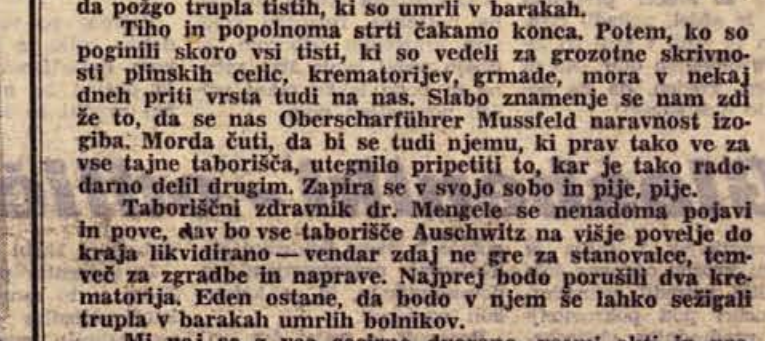 da požgo trupla tistih, ki so umrli v barakah.
Tiho in popolnoma strti čakamo konca. Potem, ko so
poginili skoro vsi tisti, ki so vedeli za grozotne skrivno-
sti plinskih celic, krematorijev, grmade, mora v nekaj
dneh priti vrsta tudi na nas. Slabo znamenje se nam zdi
že to, da se nas Oberscharführer Mussfeld naravnost izo-
giba. Morda čuti, da bi se tudi njemu, ki prav tako ve za
vse tajne taborišča, utegnilo pripetiti to, kar je tako rado-
darno delil drugim. Zapira se v svojo sobo in pije, pije.
Taboriščni zdravnik dr. Mengele se nenadoma pojavi
in pove, dav bo vse taborišče Auschwitz na višje povelje do
kraja likvidirano — vendar zdaj ne gre za stanovalce, tem-
več za zgradbe in naprave. Najprej bodo porušili dva kre-
matorija. Eden ostane, da bodo v njem še lahko sežigali
trupla v barakah umrlih bolnikov.